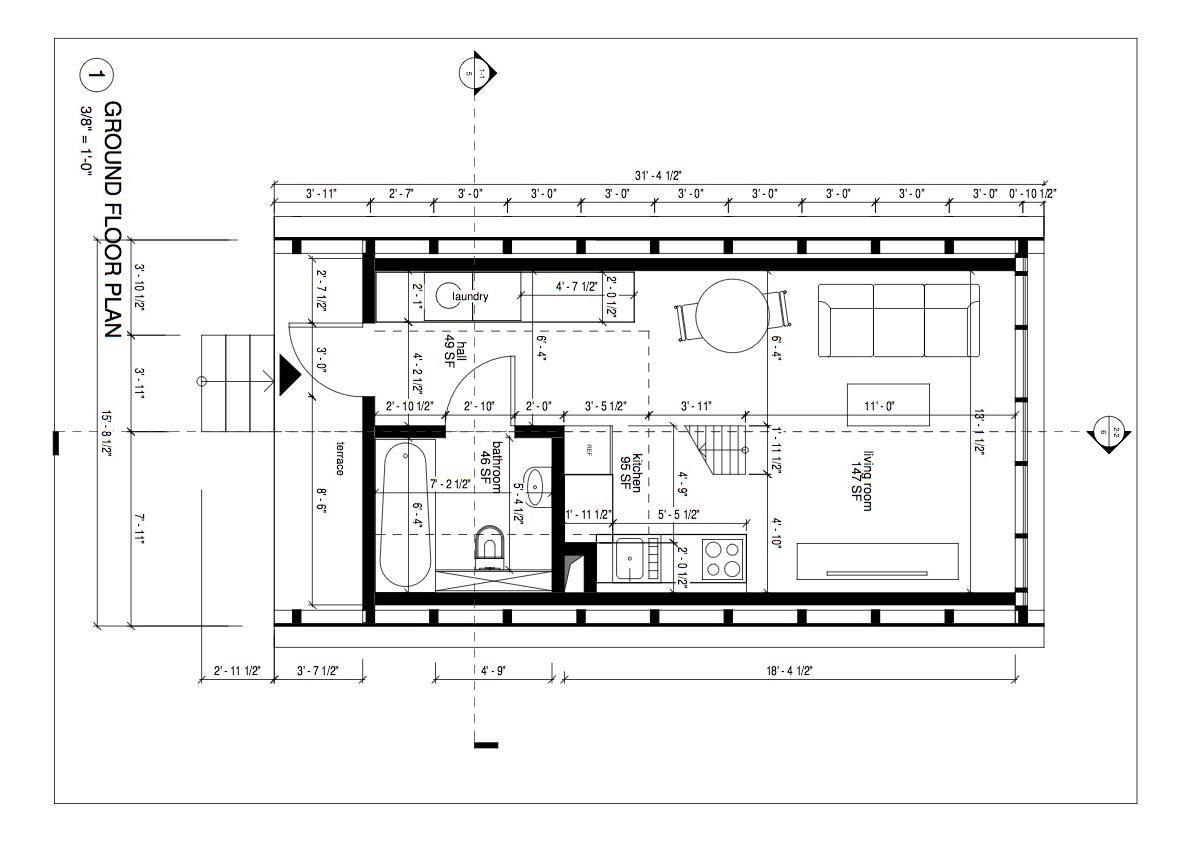 1
GROUND FLOOR PLAN
3/8" = 1'-0"
1-1
5
31' - 4 1/2"
3' - 11"
2' - 7"
3' - 0"
3' - 0"
3' - 0"
3' - 0"
3' - 0"
3' - 0"
3' - 0"
3' - 0"
0' - 10 1/2"
3' - 10 1/2"
3' - 11"
15' - 8 1/2"
7' - 11"
2' - 7 1/2"
3' - 0"
8' - 6"
terrace
2' - 1"
laundry
4' - 7 1/2"
2' - 0 1/2"
hall
49 SF
4' - 2 1/2"
6' - 4"
6' - 4"
2' - 10 1/2"
2' - 10"
2' - 0"
3' - 5 1/2"
3' - 11"
11' - 0"
13' - 1 1/2"
2-2
6
bathroom
46 SF
7' - 2 1/2"
5' - 4 1/2"
6' - 4"
REF
kitchen
95 SF
4' - 9"
1' - 11 1/2"
living room
147 SF
1' - 11 1/2"
5' - 5 1/2"
4' - 10"
2' - 0 1/2"
2' - 11 1/2"
3' - 7 1/2"
4' - 9"
18' - 4 1/2"